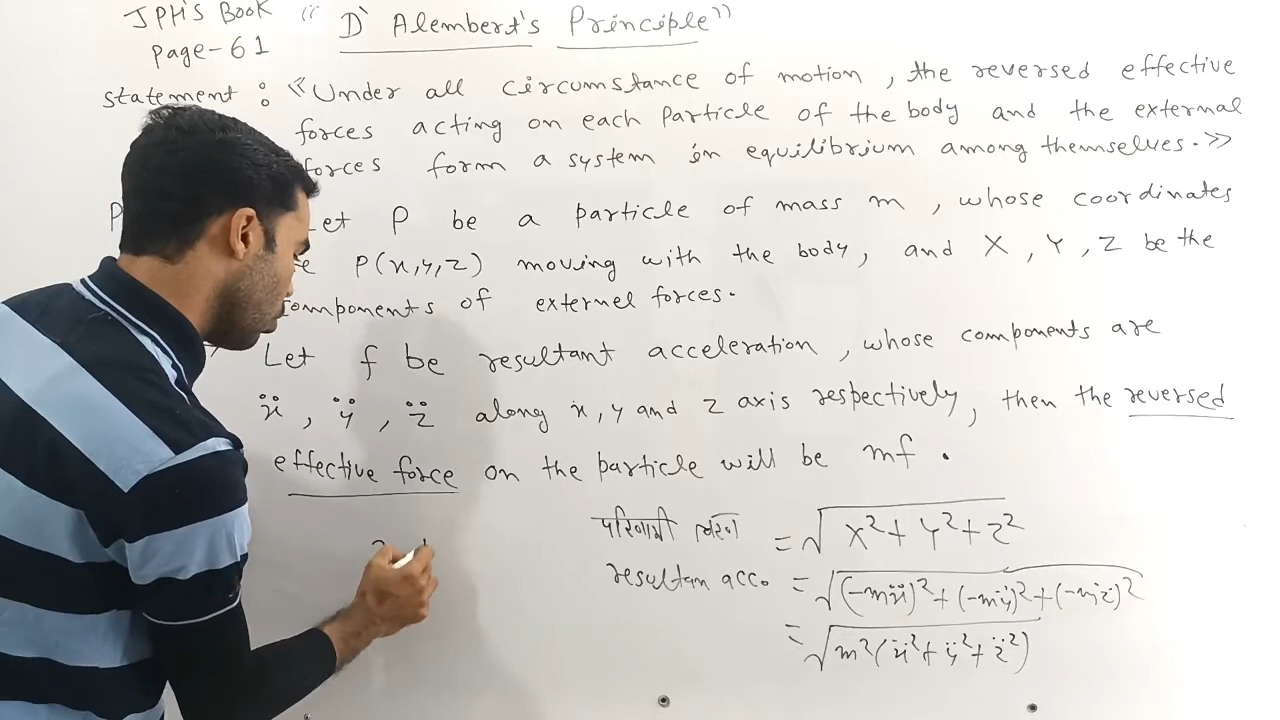 JPH'S BOOK " D'Alembert's Principle"
Page-61
statement : «Under all circumstance of motion, the reversed effective
forces acting on each Particle of the body and the external
forces form a system in equilibrium among themselves.»
Let P be a particle of mass m, whose coordinates
P(x,y,z) moving with the body, and X, Y, Z be the
components of externel forces.
Let f be resultant acceleration, whose components are
ẍ, ÿ, z̈ along x, y and z axis respectively, then the reversed
effective force on the particle will be mf.
परिणामी त्वरण = √X²+Y²+Z²
resultan acc. = √(-mẍ)²+(-mÿ)²+(-mz̈)²
= √m²(ẍ²+ÿ²+z̈²)